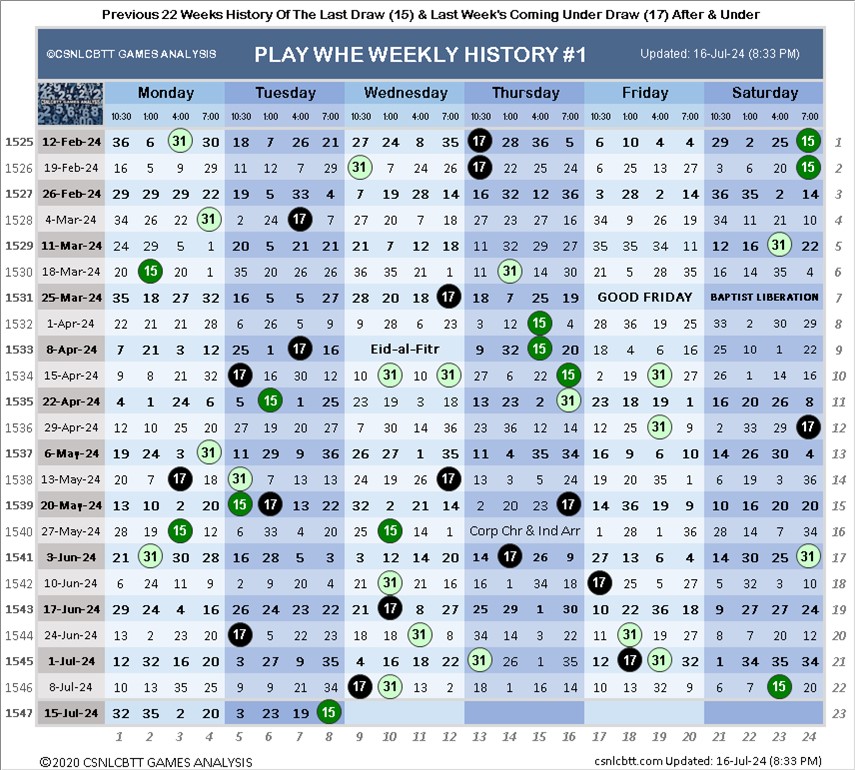 Previous 22 Weeks History Of The Last Draw (15) & Last Week's Coming Under Draw (17) After & Under
©CSNLCBTT GAMES ANALYSIS PLAY WHE WEEKLY HISTORY #1 Updated: 16-Jul-24 (8:33 PM)
CSNLCBTT GAMES ANALYSIS Monday Tuesday Wednesday Thursday Friday Saturday
10:30 1:00 4:00 7:00 10:30 1:00 4:00 7:00 10:30 1:00 4:00 7:00 10:30 1:00 4:00 7:00 10:30 1:00 4:00 7:00 10:30 1:00 4:00 7:00
1525 12-Feb-24 36 6 31 30 18 7 26 21 27 24 8 35 13 28 36 5 6 10 4 4 29 2 25 15 1
1526 19-Feb-24 16 5 9 29 11 12 7 29 31 7 24 26 13 22 25 24 6 25 13 27 3 6 20 15 2
1527 26-Feb-24 29 29 29 22 19 5 33 4 7 19 28 14 16 32 12 36 3 28 2 14 36 35 2 14 3
1528 4-Mar-24 34 26 22 31 2 24 17 7 27 20 7 18 27 23 27 16 34 9 26 19 34 11 21 10 4
1529 11-Mar-24 24 29 5 1 20 5 21 21 21 7 12 18 11 32 29 27 35 35 34 11 12 16 31 22 5
1530 18-Mar-24 20 15 20 1 35 20 26 26 36 35 21 1 11 31 14 30 21 5 28 35 16 14 35 4 6
1531 25-Mar-24 35 18 27 32 16 5 5 27 28 20 18 17 18 7 25 19 GOOD FRIDAY BAPTIST LIBERATION 7
1532 1-Apr-24 22 21 21 28 6 26 5 9 9 28 6 23 3 12 15 4 28 36 19 25 33 2 30 29 8
1533 8-Apr-24 7 21 3 12 25 1 17 16 Eid-al-Fitr 9 32 15 20 18 4 6 16 25 10 1 22 9
1534 15-Apr-24 9 8 21 32 17 16 30 12 10 31 12 31 27 6 22 15 2 19 31 27 26 1 14 16 10
1535 22-Apr-24 4 1 24 6 5 15 1 25 23 19 3 18 13 23 2 31 23 18 19 1 16 20 26 8 11
1536 29-Apr-24 20 25 10 25 27 19 20 27 7 30 14 36 23 36 12 14 12 24 31 9 2 33 29 17 12
1537 6-May-24 19 24 3 31 11 29 9 36 26 27 1 35 11 4 35 34 16 9 6 10 14 26 30 4 13
1538 13-May-24 20 7 17 18 31 7 13 13 24 29 12 17 13 3 5 24 14 20 35 1 6 19 3 36 14
1539 20-May-24 13 10 2 20 15 17 13 22 32 2 21 14 2 20 23 17 14 36 19 29 10 16 20 20 15
1540 27-May-24 28 19 15 12 6 33 4 20 10 15 14 1 Corp Chr & Ind Arr 1 28 1 36 28 14 7 34 16
1541 3-Jun-24 21 31 30 28 16 28 5 3 3 12 14 20 14 17 26 9 27 13 6 4 14 30 25 31 17
1542 10-Jun-24 6 24 11 9 2 9 20 4 21 31 21 16 16 1 34 18 17 25 5 27 5 32 3 10 18
1543 17-Jun-24 29 24 4 16 26 24 23 22 21 17 8 27 25 29 1 30 10 22 36 18 9 27 27 24 19
1544 24-Jun-24 13 2 23 20 17 5 22 23 18 18 31 8 34 14 3 22 11 31 19 27 8 7 20 12 20
1545 1-Jul-24 12 32 16 20 3 27 9 35 4 16 18 22 31 26 1 35 12 17 31 32 1 34 35 34 21
1546 8-Jul-24 10 13 35 25 9 9 21 34 17 31 13 2 18 1 16 14 10 13 32 9 6 7 15 20 22
1547 15-Jul-24 32 35 2 20 3 23 19 15 23
1 2 3 4 5 6 7 8 9 10 11 12 13 14 15 16 17 18 19 20 21 22 23 24
©2020 CSNLCBTT GAMES ANALYSIS csnlcbtt.com Updated: 16-Jul-24 (8:33 PM)